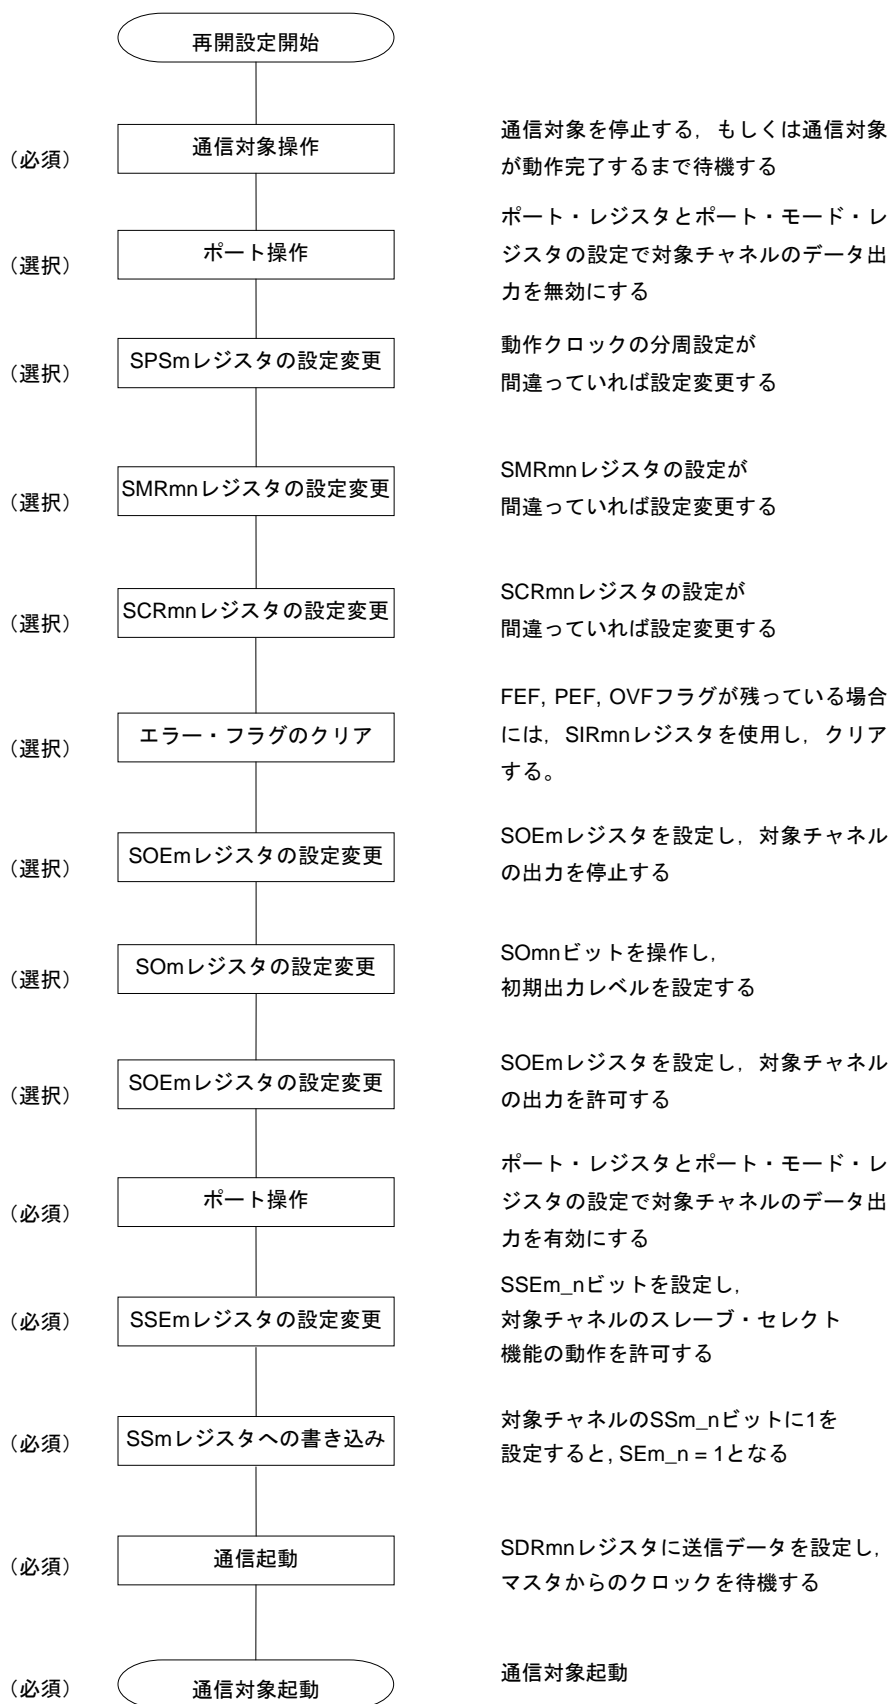 再開設定開始
（必須）
通信対象操作
通信対象を停止する，もしくは通信対象
が動作完了するまで待機する
（選択）
ポート操作
ポート・レジスタとポート・モード・レ
ジスタの設定で対象チャネルのデータ出
力を無効にする
（選択）
SPSmレジスタの設定変更
動作クロックの分周設定が
間違っていれば設定変更する
（選択）
SMRmnレジスタの設定変更
SMRmnレジスタの設定が
間違っていれば設定変更する
（選択）
SCRmnレジスタの設定変更
SCRmnレジスタの設定が
間違っていれば設定変更する
（選択）
エラー・フラグのクリア
FEF, PEF, OVFフラグが残っている場合
には，SIRmnレジスタを使用し，クリア
する。
（選択）
SOEmレジスタの設定変更
SOEmレジスタを設定し，対象チャネル
の出力を停止する
（選択）
SOmレジスタの設定変更
SOmnビットを操作し，
初期出力レベルを設定する
（選択）
SOEmレジスタの設定変更
SOEmレジスタを設定し，対象チャネル
の出力を許可する
（必須）
ポート操作
ポート・レジスタとポート・モード・レ
ジスタの設定で対象チャネルのデータ出
力を有効にする
（必須）
SSEmレジスタの設定変更
SSEm_nビットを設定し，
対象チャネルのスレーブ・セレクト
機能の動作を許可する
（必須）
SSmレジスタへの書き込み
対象チャネルのSSm_nビットに1を
設定すると, SEm_n = 1となる
（必須）
通信起動
SDRmnレジスタに送信データを設定し，
マスタからのクロックを待機する
（必須）
通信対象起動
通信対象起動